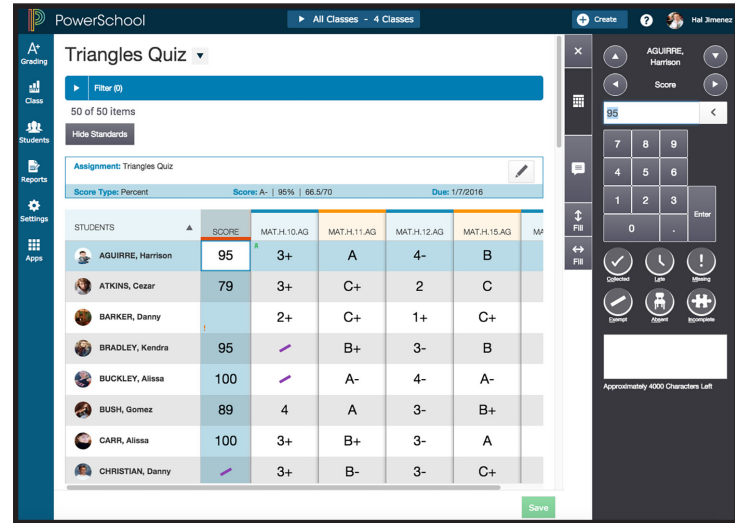 PowerSchool
All Classes - 4 Classes
Create
?
Hal Jimenez
A+
Grading
Class
Students
Reports
Settings
Apps
Triangles Quiz
Filter (0)
50 of 50 items
Hide Standards
Assignment: Triangles Quiz
Score Type: Percent Score: A- | 95% | 66.5/70 Due: 1/7/2016
STUDENTS SCORE MAT.H.10.AG MAT.H.11.AG MAT.H.12.AG MAT.H.15.AG MA
AGUIRRE, Harrison 95 3+ A 4- B
ATKINS, Cezar 79 3+ C+ 2 C
BARKER, Danny ! 2+ C+ 1+ C+
BRADLEY, Kendra 95 B+ 3- B
BUCKLEY, Alissa 100 A- 4- A-
BUSH, Gomez 89 4 A 3- B+
CARR, Alissa 100 3+ B+ 3- A
CHRISTIAN, Danny 3+ B- 3- C+
Save
Fill
Fill
AGUIRRE,
Harrison
Score
95
7 8 9
4 5 6
1 2 3
0 . Enter
Collected Late Missing
Exempt Absent Incomplete
Approximately 4000 Characters Left